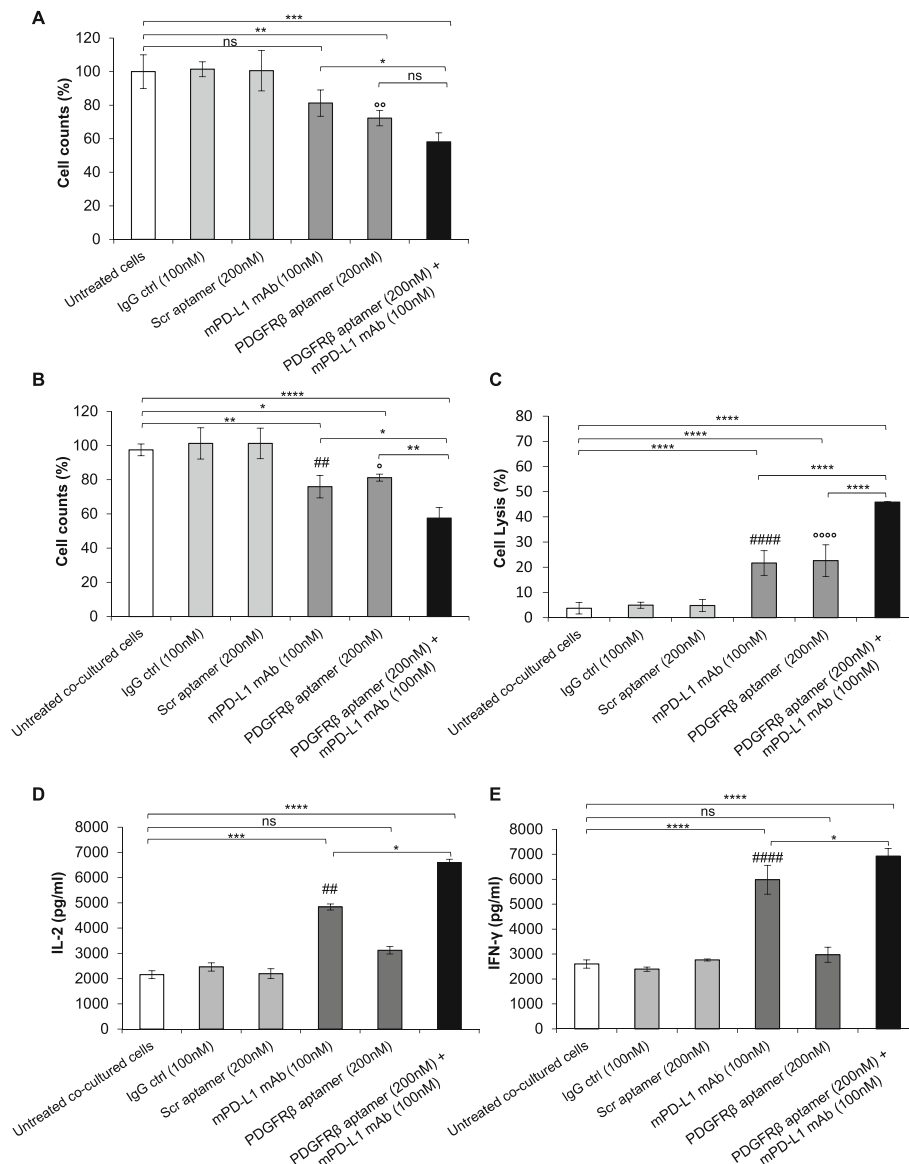 A
***
**
ns
*
ns
120
100
80
60
40
20
0
Cell counts (%)
°°
Untreated cells
IgG ctrl (100nM)
Scr aptamer (200nM)
mPD-L1 mAb (100nM)
PDGFRβ aptamer (200nM)
PDGFRβ aptamer (200nM) +
mPD-L1 mAb (100nM)
B
****
*
**
*
**
120
100
80
60
40
20
0
Cell counts (%)
##
°
Untreated co-cultured cells
IgG ctrl (100nM)
Scr aptamer (200nM)
mPD-L1 mAb (100nM)
PDGFRβ aptamer (200nM)
PDGFRβ aptamer (200nM) +
mPD-L1 mAb (100nM)
C
****
****
****
****
****
80
70
60
50
40
30
20
10
0
Cell Lysis (%)
####
°°°°
Untreated co-cultured cells
IgG ctrl (100nM)
Scr aptamer (200nM)
mPD-L1 mAb (100nM)
PDGFRβ aptamer (200nM)
PDGFRβ aptamer (200nM) +
mPD-L1 mAb (100nM)
D
****
ns
***
*
8000
7000
6000
5000
4000
3000
2000
1000
0
IL-2 (pg/ml)
##
Untreated co-cultured cells
IgG ctrl (100nM)
Scr aptamer (200nM)
mPD-L1 mAb (100nM)
PDGFRβ aptamer (200nM)
PDGFRβ aptamer (200nM) +
mPD-L1 mAb (100nM)
E
****
ns
****
*
8000
7000
6000
5000
4000
3000
2000
1000
0
IFN-γ (pg/ml)
####
Untreated co-cultured cells
IgG ctrl (100nM)
Scr aptamer (200nM)
mPD-L1 mAb (100nM)
PDGFRβ aptamer (200nM)
PDGFRβ aptamer (200nM) +
mPD-L1 mAb (100nM)